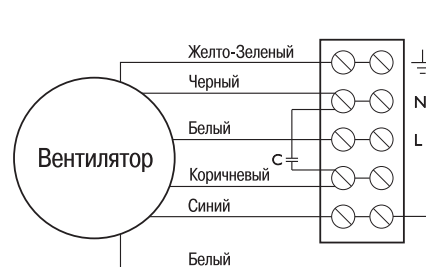 Желто-Зеленый
Черный
N
Белый
L
Вентилятор
C
Коричневый
Синий
Белый